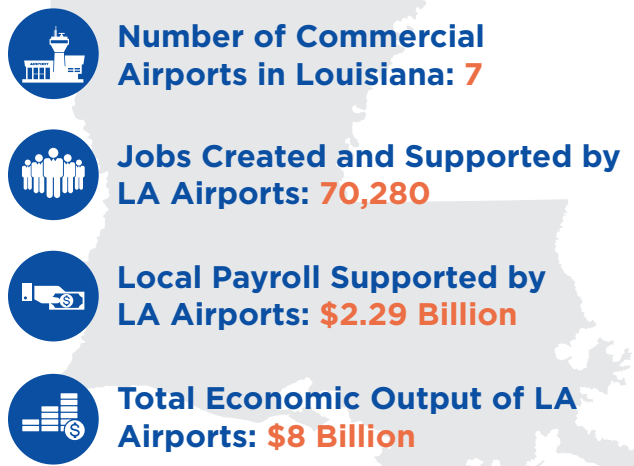 AIRPORT
Number of Commercial
Airports in Louisiana: 7
Jobs Created and Supported by
LA Airports: 70,280
$
Local Payroll Supported by
LA Airports: $2.29 Billion
Total Economic Output of LA
Airports: $8 Billion
$